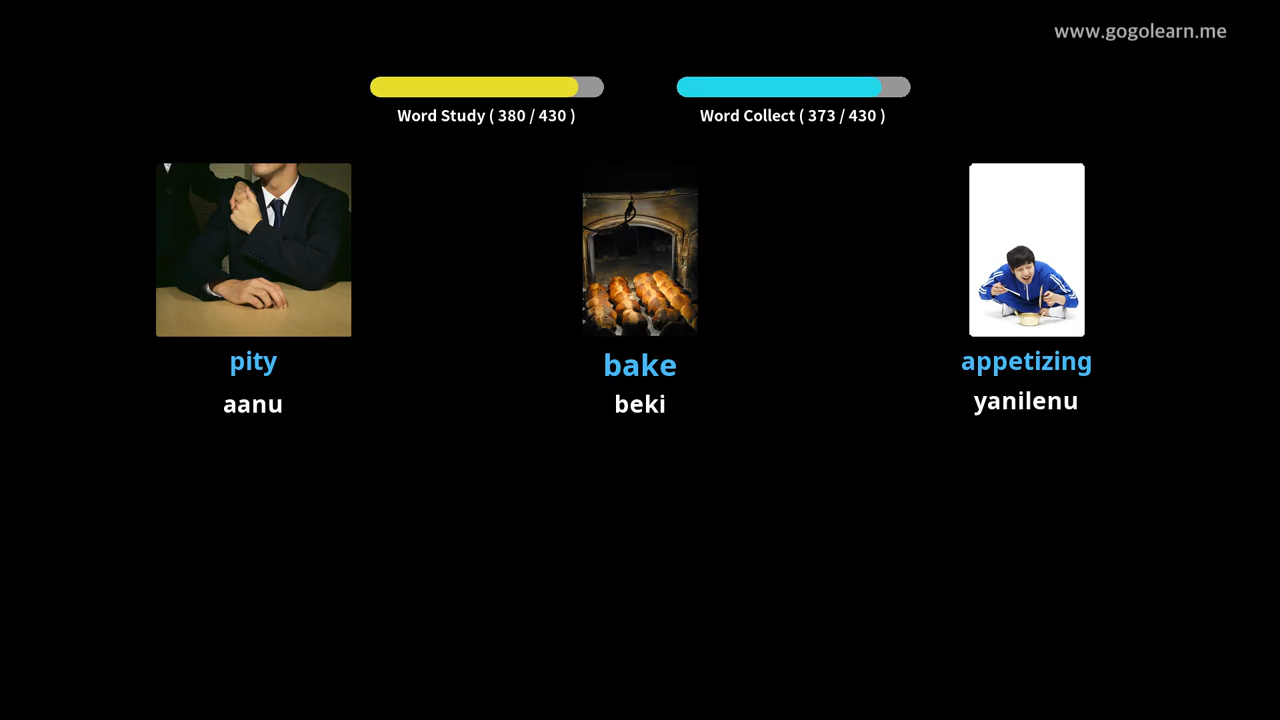 www.gogolearn.me
Word Study ( 380 / 430 )
Word Collect ( 373 / 430 )
pity
bake
appetizing
aanu
beki
yanilenu